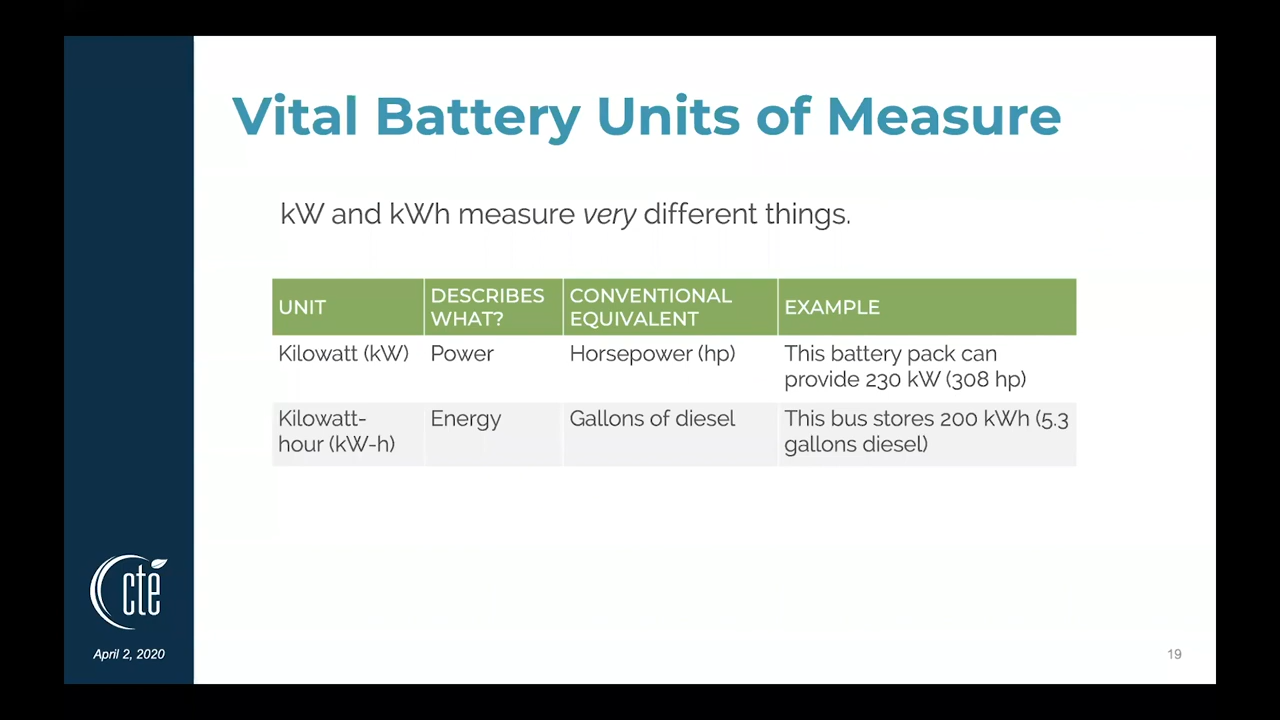 Vital Battery Units of Measure
kW and kWh measure very different things.
UNIT
DESCRIBES
WHAT?
CONVENTIONAL
EQUIVALENT
EXAMPLE
Kilowatt (kW)
Power
Horsepower (hp)
This battery pack can
provide 230 kW (308 hp)
Kilowatt-
hour (kW-h)
Energy
Gallons of diesel
This bus stores 200 kWh (5.3
gallons diesel)
cte
April 2, 2020
19